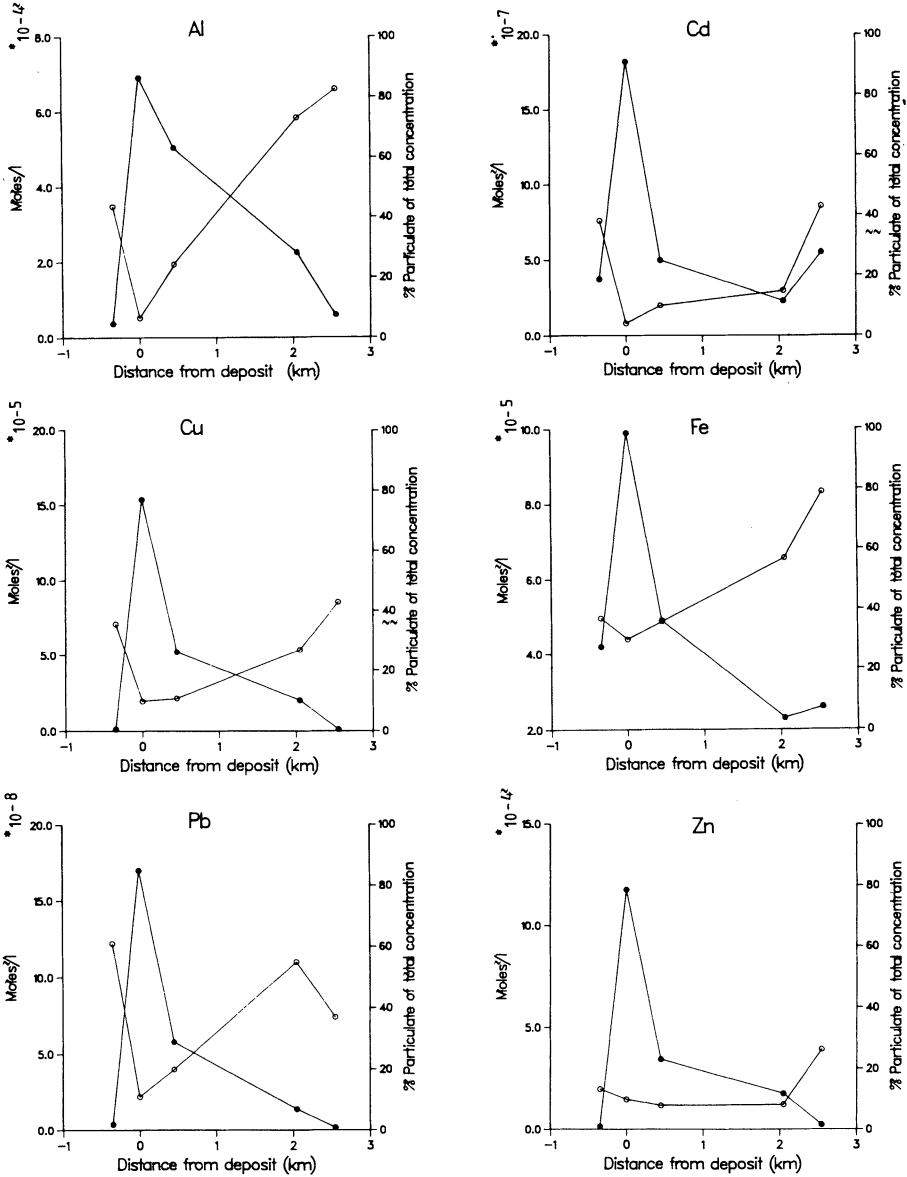 Al
* 10-4
Moles/l
8.0
6.0
4.0
2.0
0.0
100
80
60
40
20
0
% Particulate of total concentration
-1 0 1 2 3
Distance from deposit (km)
Cd
* 10-7
Moles/l
20.0
15.0
10.0
5.0
0.0
100
80
60
40
20
0
% Particulate of total concentration
-1 0 1 2 3
Distance from deposit (km)
Cu
* 10-5
Moles/l
20.0
15.0
10.0
5.0
0.0
100
80
60
40
20
0
% Particulate of total concentration
-1 0 1 2 3
Distance from deposit (km)
Fe
* 10-5
Moles/l
10.0
8.0
6.0
4.0
2.0
100
80
60
40
20
0
% Particulate of total concentration
-1 0 1 2 3
Distance from deposit (km)
Pb
* 10-8
Moles/l
20.0
15.0
10.0
5.0
0.0
100
80
60
40
20
0
% Particulate of total concentration
-1 0 1 2 3
Distance from deposit (km)
Zn
* 10-4
Moles/l
15.0
10.0
5.0
0.0
100
80
60
40
20
0
% Particulate of total concentration
-1 0 1 2 3
Distance from deposit (km)